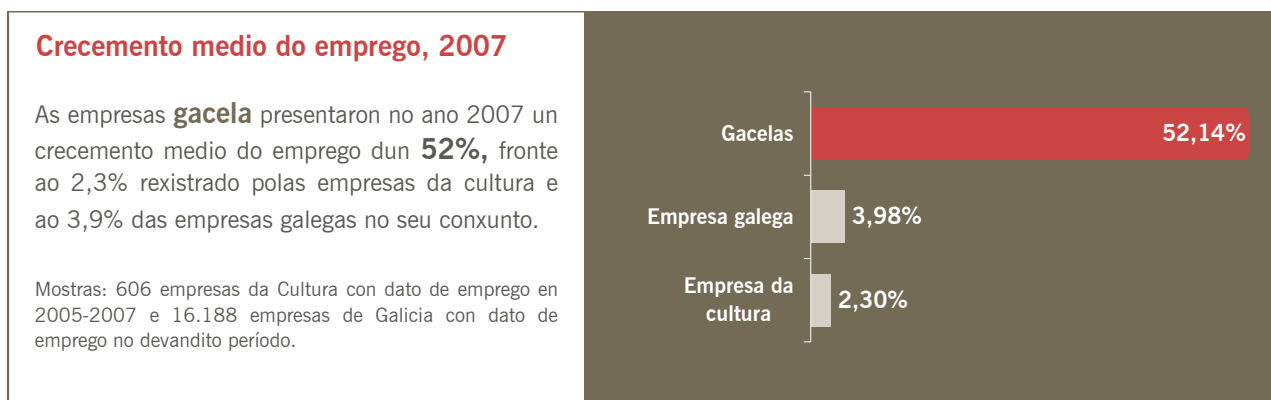 Crecemento medio do emprego, 2007
As empresas gacela presentaron no ano 2007 un
crecemento medio do emprego dun 52%, fronte
ao 2,3% rexistrado polas empresas da cultura e
ao 3,9% das empresas galegas no seu conxunto.
Mostras: 606 empresas da Cultura con dato de emprego en
2005-2007 e 16.188 empresas de Galicia con dato de
emprego no devandito período.
Gacelas
52,14%
Empresa galega
3,98%
Empresa da
cultura
2,30%